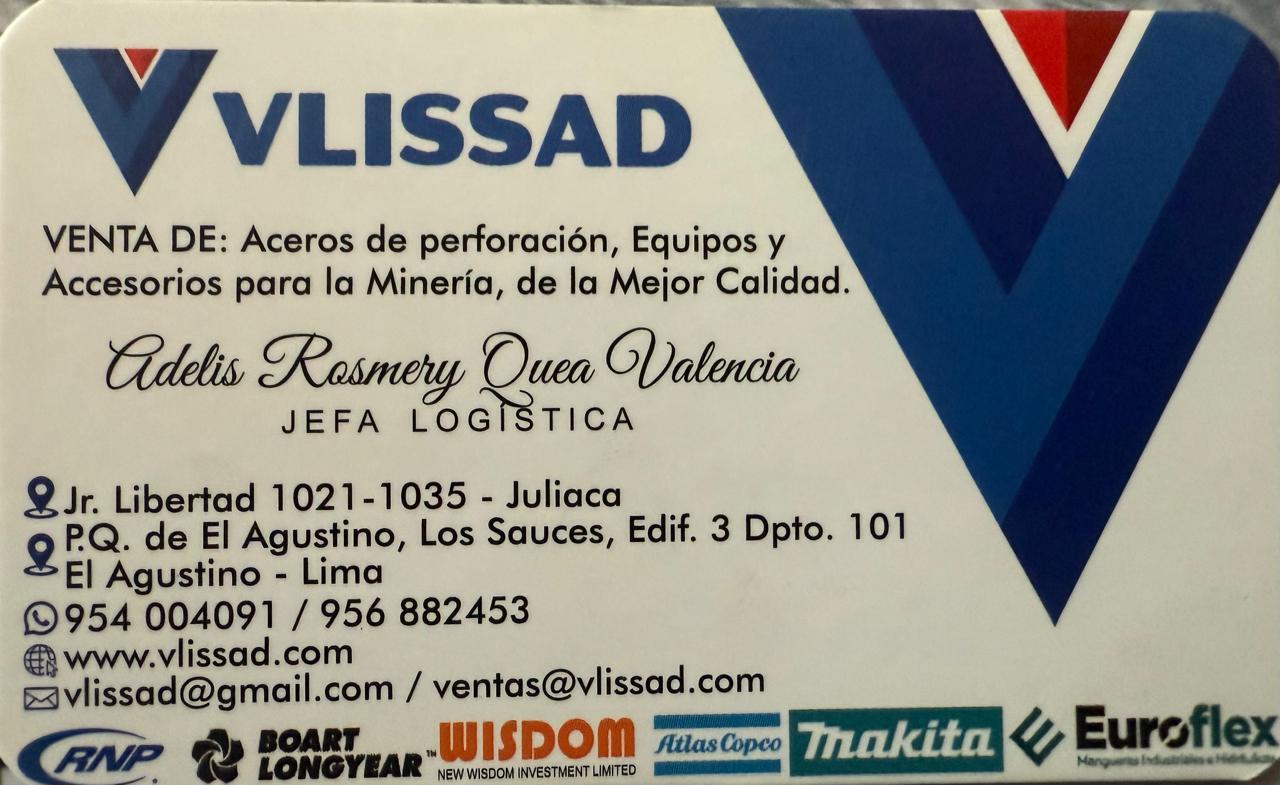 VLISSAD
VENTA DE: Aceros de perforación, Equipos y
Accesorios para la Minería, de la Mejor Calidad.
Adelis Rosmery Quea Valencia
JEFA LOGÍSTICA
Jr. Libertad 1021-1035 - Juliaca
P.Q. de El Agustino, Los Sauces, Edif. 3 Dpto. 101
El Agustino - Lima
954 004091 / 956 882453
www.vlissad.com
vlissad@gmail.com / ventas@vlissad.com
RNP
BOART
LONGYEAR™
WISDOM
NEW WISDOM INVESTMENT LIMITED
Atlas Copco
Makita
Euroflex
Mangueras Industriales e Hidráulicas